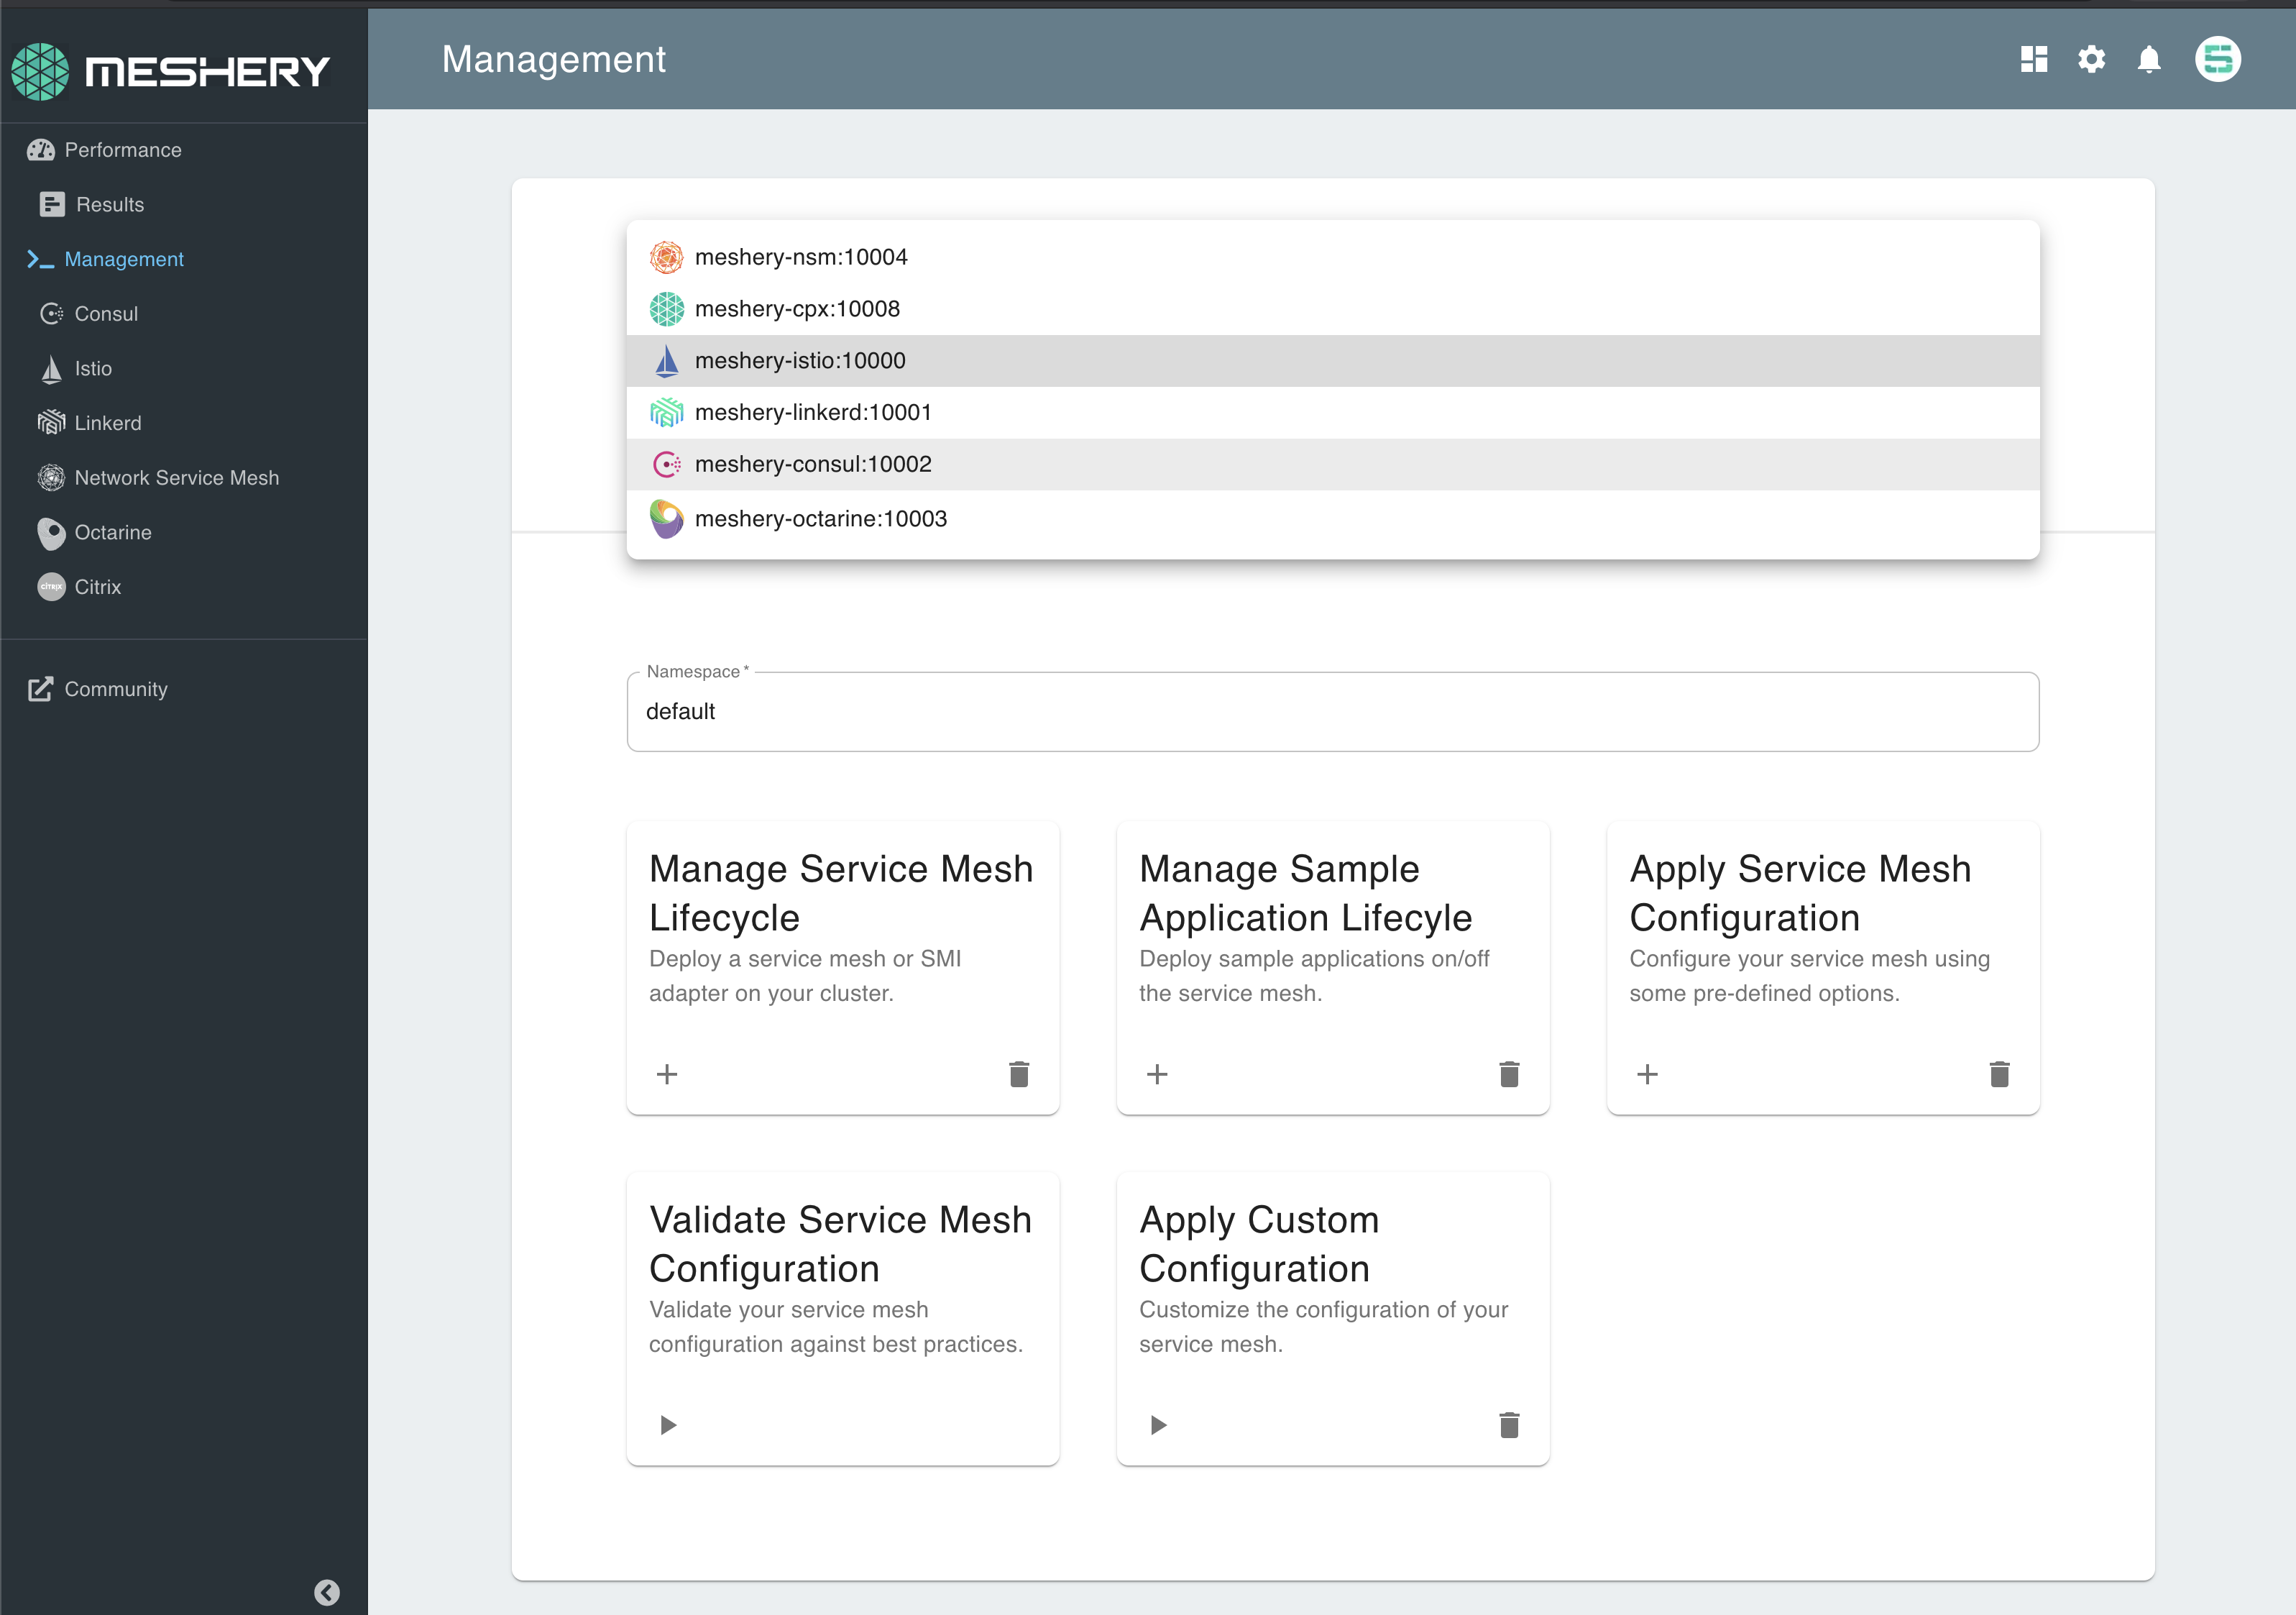 MESHERY
Management
Performance
Results
Management
Consul
Istio
Linkerd
Network Service Mesh
Octarine
CİTRIX
Citrix
Community
meshery-nsm:10004
meshery-cpx:10008
meshery-istio:10000
meshery-linkerd:10001
meshery-consul:10002
meshery-octarine:10003
Namespace *
default
Manage Service Mesh
Lifecycle
Deploy a service mesh or SMI
adapter on your cluster.
Manage Sample
Application Lifecyle
Deploy sample applications on/off
the service mesh.
Apply Service Mesh
Configuration
Configure your service mesh using
some pre-defined options.
Validate Service Mesh
Configuration
Validate your service mesh
configuration against best practices.
Apply Custom
Configuration
Customize the configuration of your
service mesh.